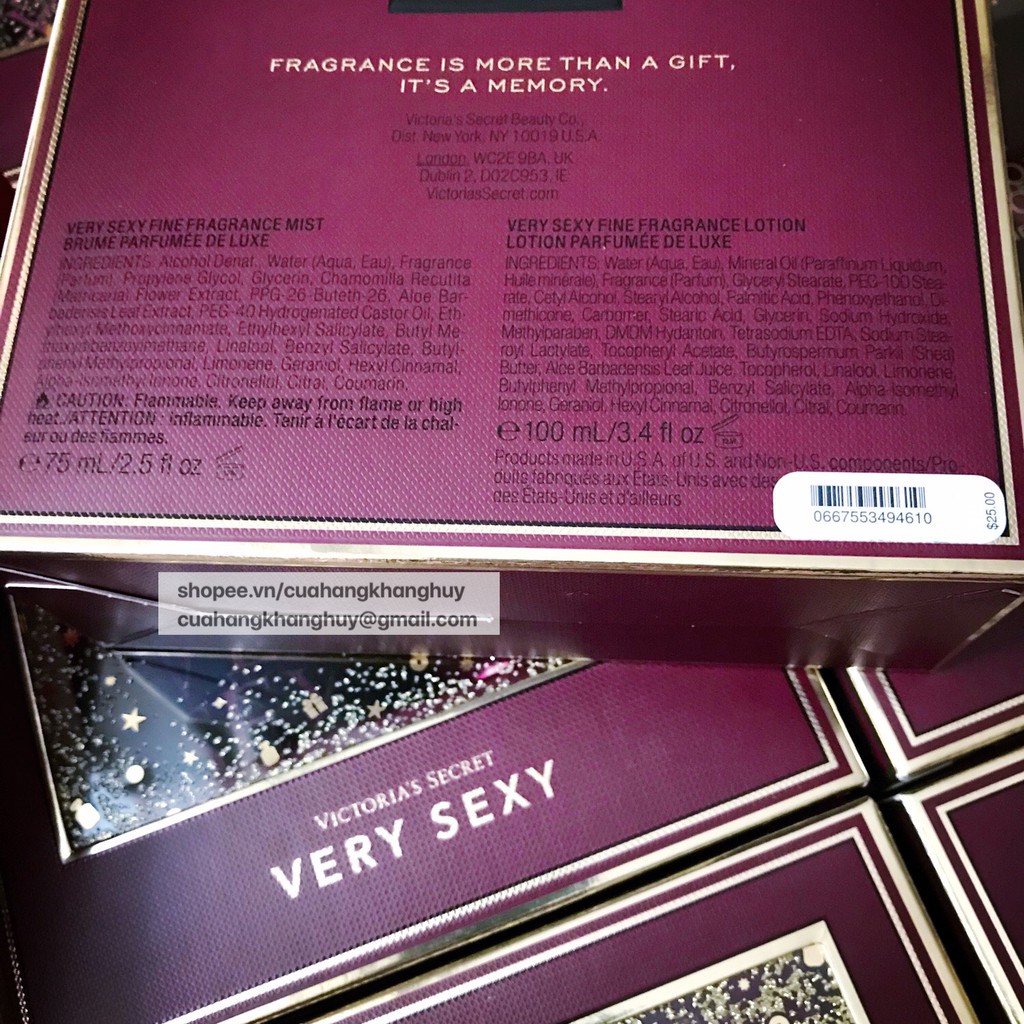 FRAGRANCE IS MORE THAN A GIFT,
IT'S A MEMORY.
Victoria's Secret Beauty Co.,
Dist. New York, NY 10019 U.S.A.
London, WC2E 9BA, UK
Dublin 2, D02C953, IE
VictoriasSecret.com
VERY SEXY FINE FRAGRANCE MIST
BRUME PARFUMÉE DE LUXE
INGREDIENTS: Alcohol Denat., Water (Aqua, Eau), Fragrance
(Parfum), Propylene Glycol, Glycerin, Chamomilla Recutita
(Matricaria) Flower Extract, PPG-26-Buteth-26, Aloe Bar-
badensis Leaf Extract, PEG-40 Hydrogenated Castor Oil, Eth-
ylhexyl Methoxycinnamate, Ethylhexyl Salicylate, Butyl Me-
thoxydibenzoylmethane, Linalool, Benzyl Salicylate, Butyl-
phenyl Methylpropional, Limonene, Geraniol, Hexyl Cinnamal,
Alpha-Isomethyl Ionone, Citronellol, Citral, Coumarin.
CAUTION: Flammable. Keep away from flame or high
heat./ATTENTION : inflammable. Tenir à l'écart de la chal-
eur ou des flammes.
℮ 75 mL/2.5 fl oz
VERY SEXY FINE FRAGRANCE LOTION
LOTION PARFUMÉE DE LUXE
INGREDIENTS: Water (Aqua, Eau), Mineral Oil (Paraffinum Liquidum,
Huile minérale), Fragrance (Parfum), Glyceryl Stearate, PEG-100 Stea-
rate, Cetyl Alcohol, Stearyl Alcohol, Palmitic Acid, Phenoxyethanol, Di-
methicone, Carbomer, Stearic Acid, Glycerin, Sodium Hydroxide,
Methylparaben, DMDM Hydantoin, Tetrasodium EDTA, Sodium Stea-
royl Lactylate, Tocopheryl Acetate, Butyrospermum Parkii (Shea)
Butter, Aloe Barbadensis Leaf Juice, Tocopherol, Linalool, Limonene,
Butylphenyl Methylpropional, Benzyl Salicylate, Alpha-Isomethyl
Ionone, Geraniol, Hexyl Cinnamal, Citronellol, Citral, Coumarin.
℮ 100 mL/3.4 fl oz
Products made in U.S.A. of U.S. and Non-U.S. components/Pro-
duits fabriqués aux États-Unis avec des
des États-Unis et d'ailleurs
0667553494610
$25.00
shopee.vn/cuahangkhanghuy
cuahangkhanghuy@gmail.com
VICTORIA'S SECRET
VERY SEXY